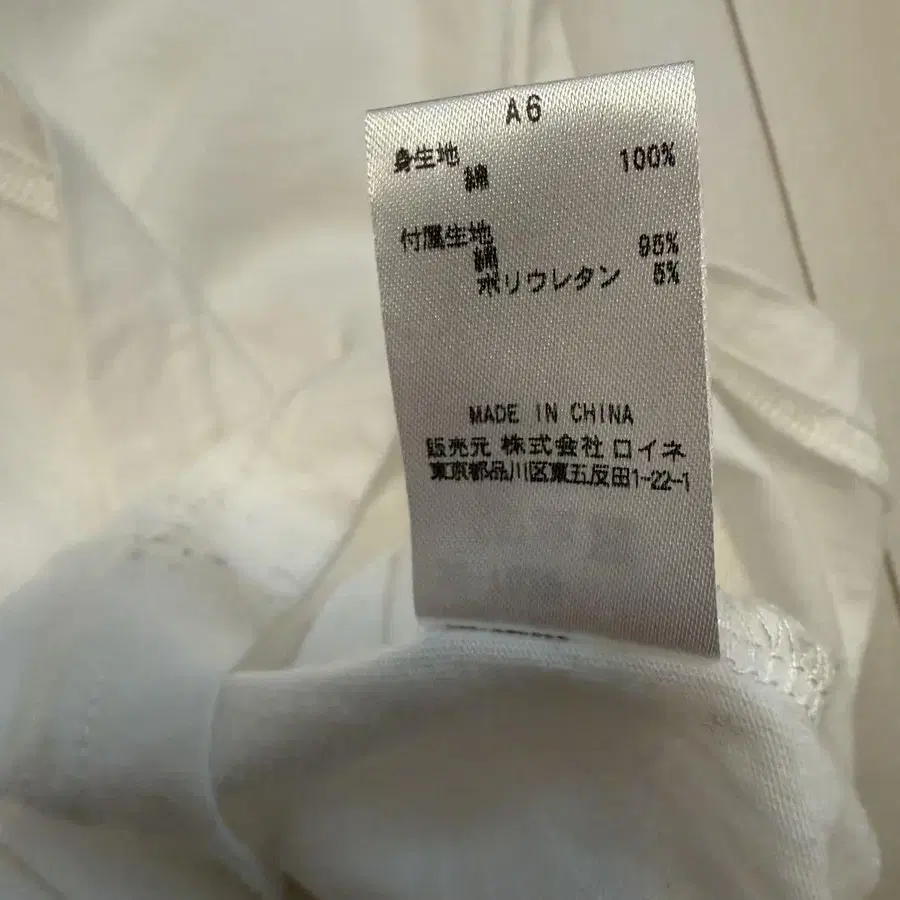 A6
身生地
綿 100%
付属生地
綿 95%
ポリウレタン 5%
MADE IN CHINA
販売元 株式会社 ロイネ
東京都品川区東五反田1-22-1